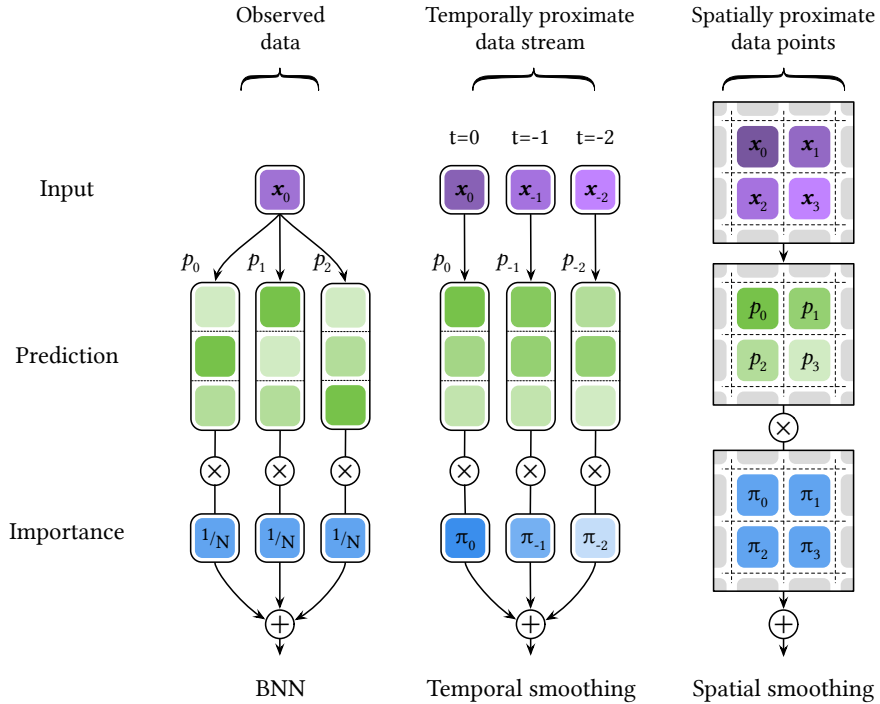 Observed
data
Temporally proximate
data stream
Spatially proximate
data points
t=0 t=-1 t=-2
Input
x₀
x₀ x₋₁ x₋₂
x₀ x₁
x₂ x₃
p₀ p₁ p₂
p₀ p₋₁ p₋₂
Prediction
p₀ p₁
p₂ p₃
Importance
1/N 1/N 1/N
π₀ π₋₁ π₋₂
π₀ π₁
π₂ π₃
BNN
Temporal smoothing
Spatial smoothing